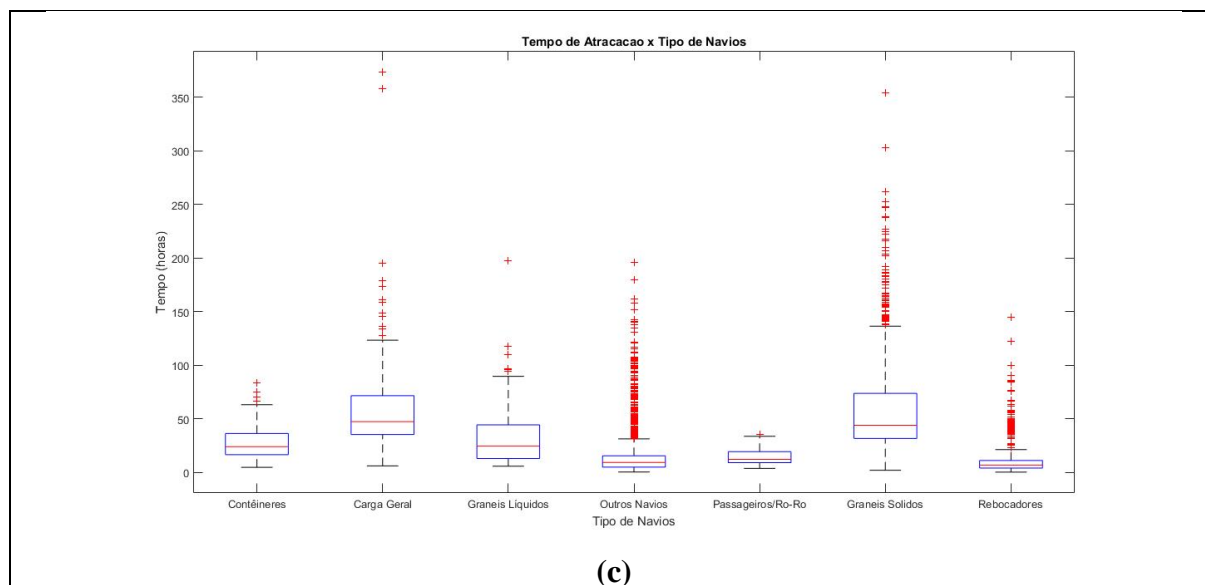 Tempo de Atracacao x Tipo de Navios
Tempo (horas)
350
300
250
200
150
100
50
0
Contêineres Carga Geral Graneis Liquidos Outros Navios Passageiros/Ro-Ro Graneis Solidos Rebocadores
Tipo de Navios
(c)